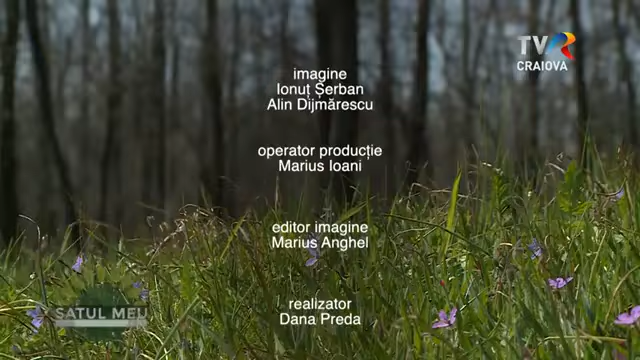 TVR
CRAIOVA
imagine
Ionuț Șerban
Alin Dijmărescu
operator producție
Marius Ioani
editor imagine
Marius Anghel
realizator
Dana Preda
SATUL MEU